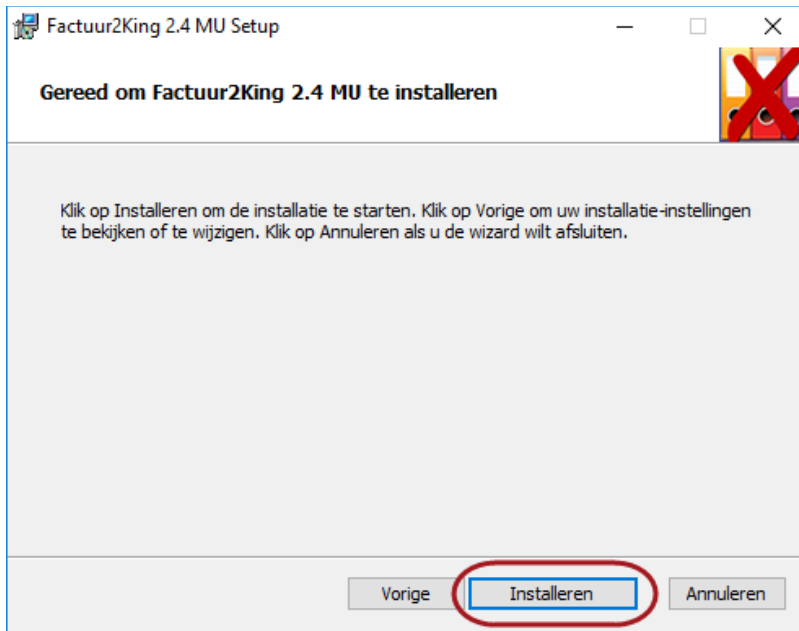 Factuur2King 2.4 MU Setup
Gereed om Factuur2King 2.4 MU te installeren
Klik op Installeren om de installatie te starten. Klik op Vorige om uw installatie-instellingen
te bekijken of te wijzigen. Klik op Annuleren als u de wizard wilt afsluiten.
Vorige Installeren Annuleren